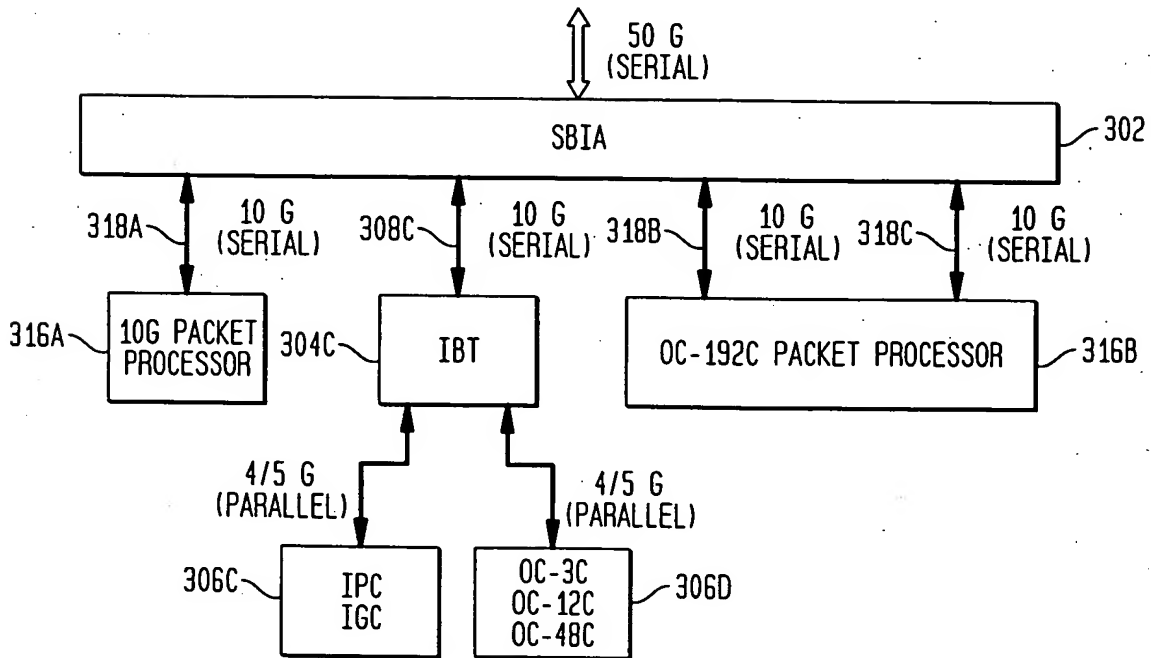 50 G
(SERIAL)
SBIA
302
318A
10 G
(SERIAL)
308C
10 G
(SERIAL)
318B
10 G
(SERIAL)
318C
10 G
(SERIAL)
316A
10G PACKET
PROCESSOR
304C
IBT
OC-192C PACKET PROCESSOR
316B
4/5 G
(PARALLEL)
4/5 G
(PARALLEL)
306C
IPC
IGC
OC-3C
OC-12C
OC-48C
306D